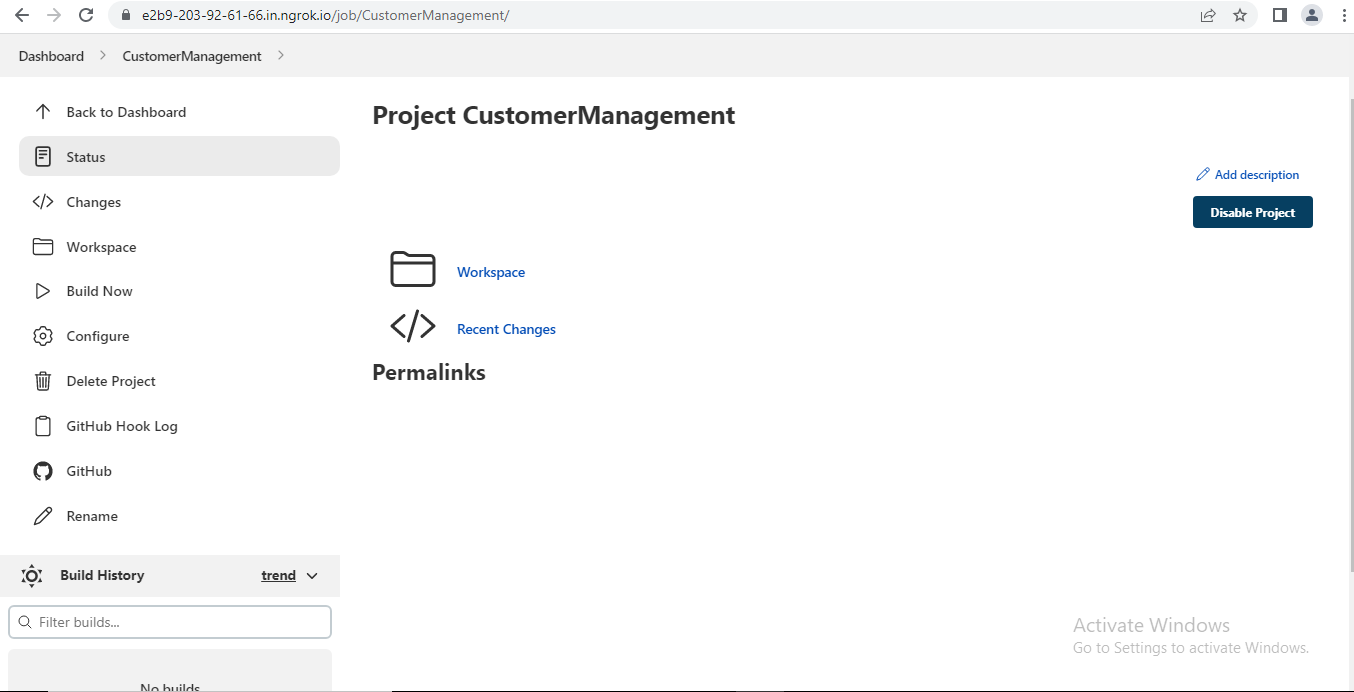 e2b9-203-92-61-66.in.ngrok.io/job/CustomerManagement/
Dashboard
CustomerManagement
Back to Dashboard
Status
Changes
Workspace
Build Now
Configure
Delete Project
GitHub Hook Log
GitHub
Rename
Build History
trend
Filter builds...
No builds
Project CustomerManagement
Add description
Disable Project
Workspace
Recent Changes
Permalinks
Activate Windows
Go to Settings to activate Windows.